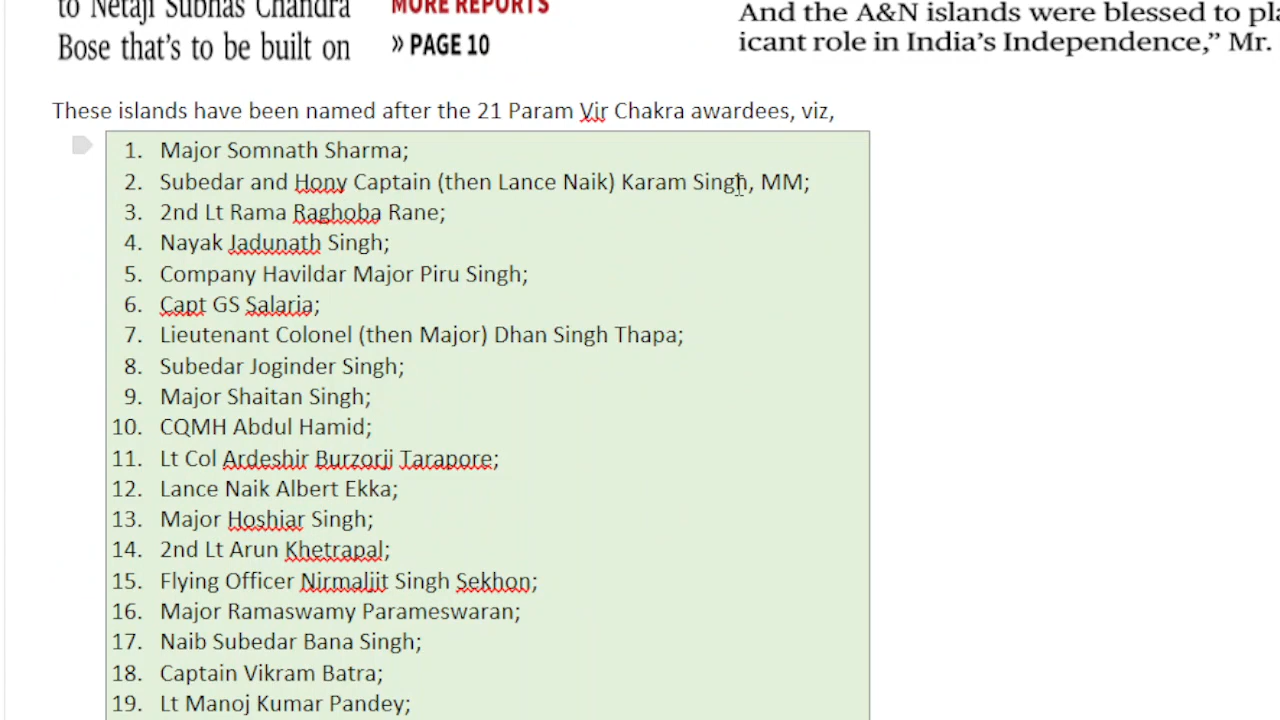 to Netaji Subhas Chandra
Bose that's to be built on
MORE REPORTS
» PAGE 10
And the A&N islands were blessed to pla
icant role in India's Independence,” Mr.
These islands have been named after the 21 Param Vir Chakra awardees, viz,
1. Major Somnath Sharma;
2. Subedar and Hony Captain (then Lance Naik) Karam Singh, MM;
3. 2nd Lt Rama Raghoba Rane;
4. Nayak Jadunath Singh;
5. Company Havildar Major Piru Singh;
6. Capt GS Salaria;
7. Lieutenant Colonel (then Major) Dhan Singh Thapa;
8. Subedar Joginder Singh;
9. Major Shaitan Singh;
10. CQMH Abdul Hamid;
11. Lt Col Ardeshir Burzorji Tarapore;
12. Lance Naik Albert Ekka;
13. Major Hoshiar Singh;
14. 2nd Lt Arun Khetrapal;
15. Flying Officer Nirmaljit Singh Sekhon;
16. Major Ramaswamy Parameswaran;
17. Naib Subedar Bana Singh;
18. Captain Vikram Batra;
19. Lt Manoj Kumar Pandey;